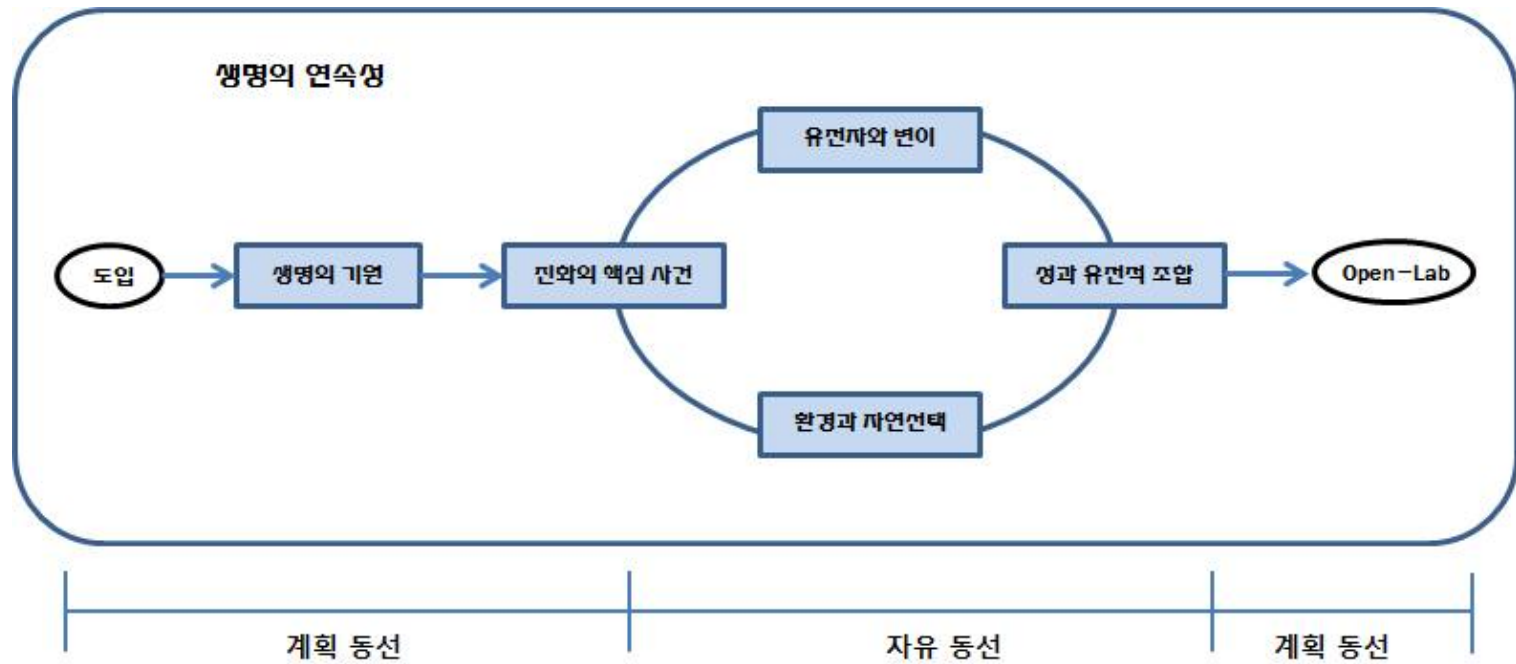 생명의 연속성
유전자와 변이
도입
생명의 기원
진화의 핵심 사건
성과 유전적 조합
Open-Lab
환경과 자연선택
계획 동선
자유 동선
계획 동선